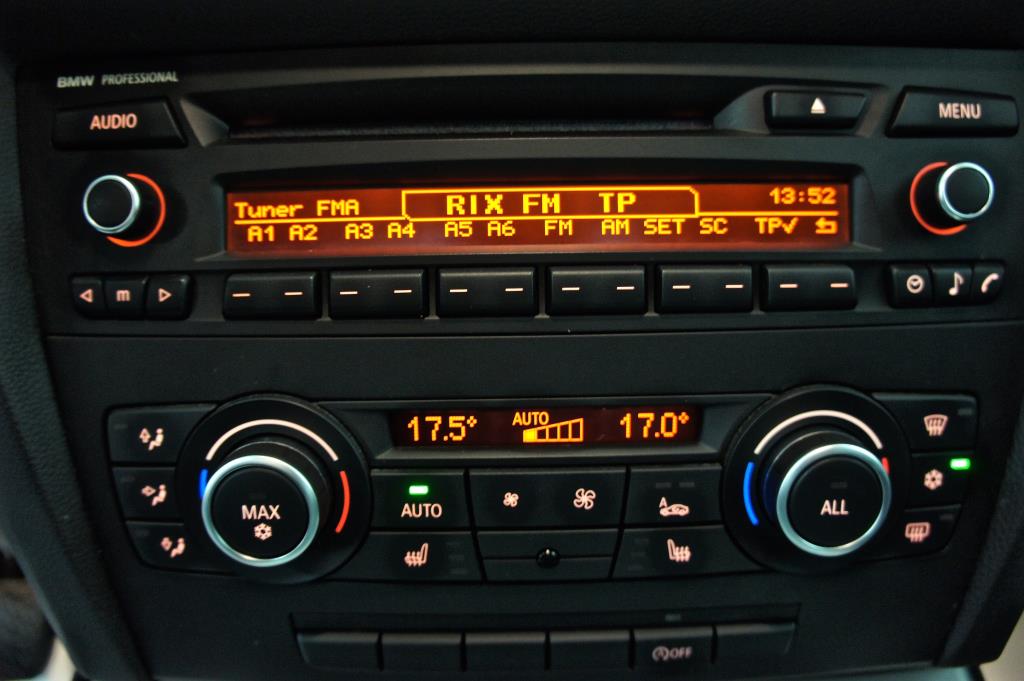 BMW PROFESSIONAL
AUDIO
MENU
Tuner FMA RIX FM TP 13:52
A1 A2 A3 A4 A5 A6 FM AM SET SC TP✓
m
17.5° AUTO 17.0°
MAX
AUTO
A
ALL
OFF